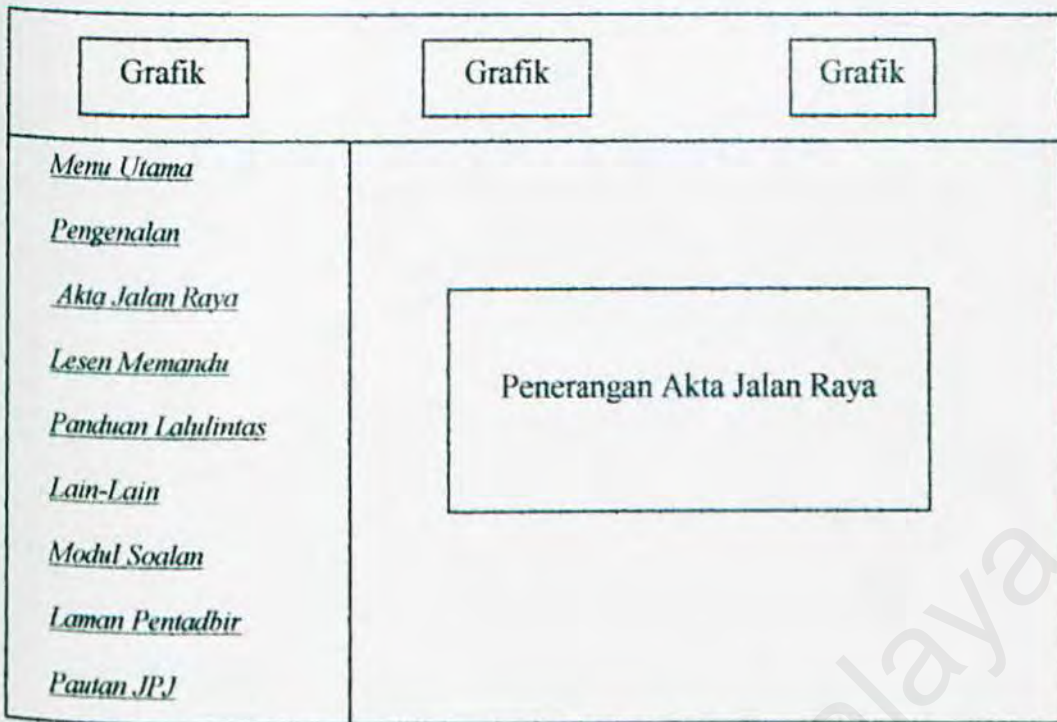 Grafik Grafik Grafik
Menu Utama
Pengenalan
Akta Jalan Raya
Lesen Memandu
Panduan Lalulintas
Lain-Lain
Modul Soalan
Laman Pentadbir
Pautan JPJ
Penerangan Akta Jalan Raya
laya